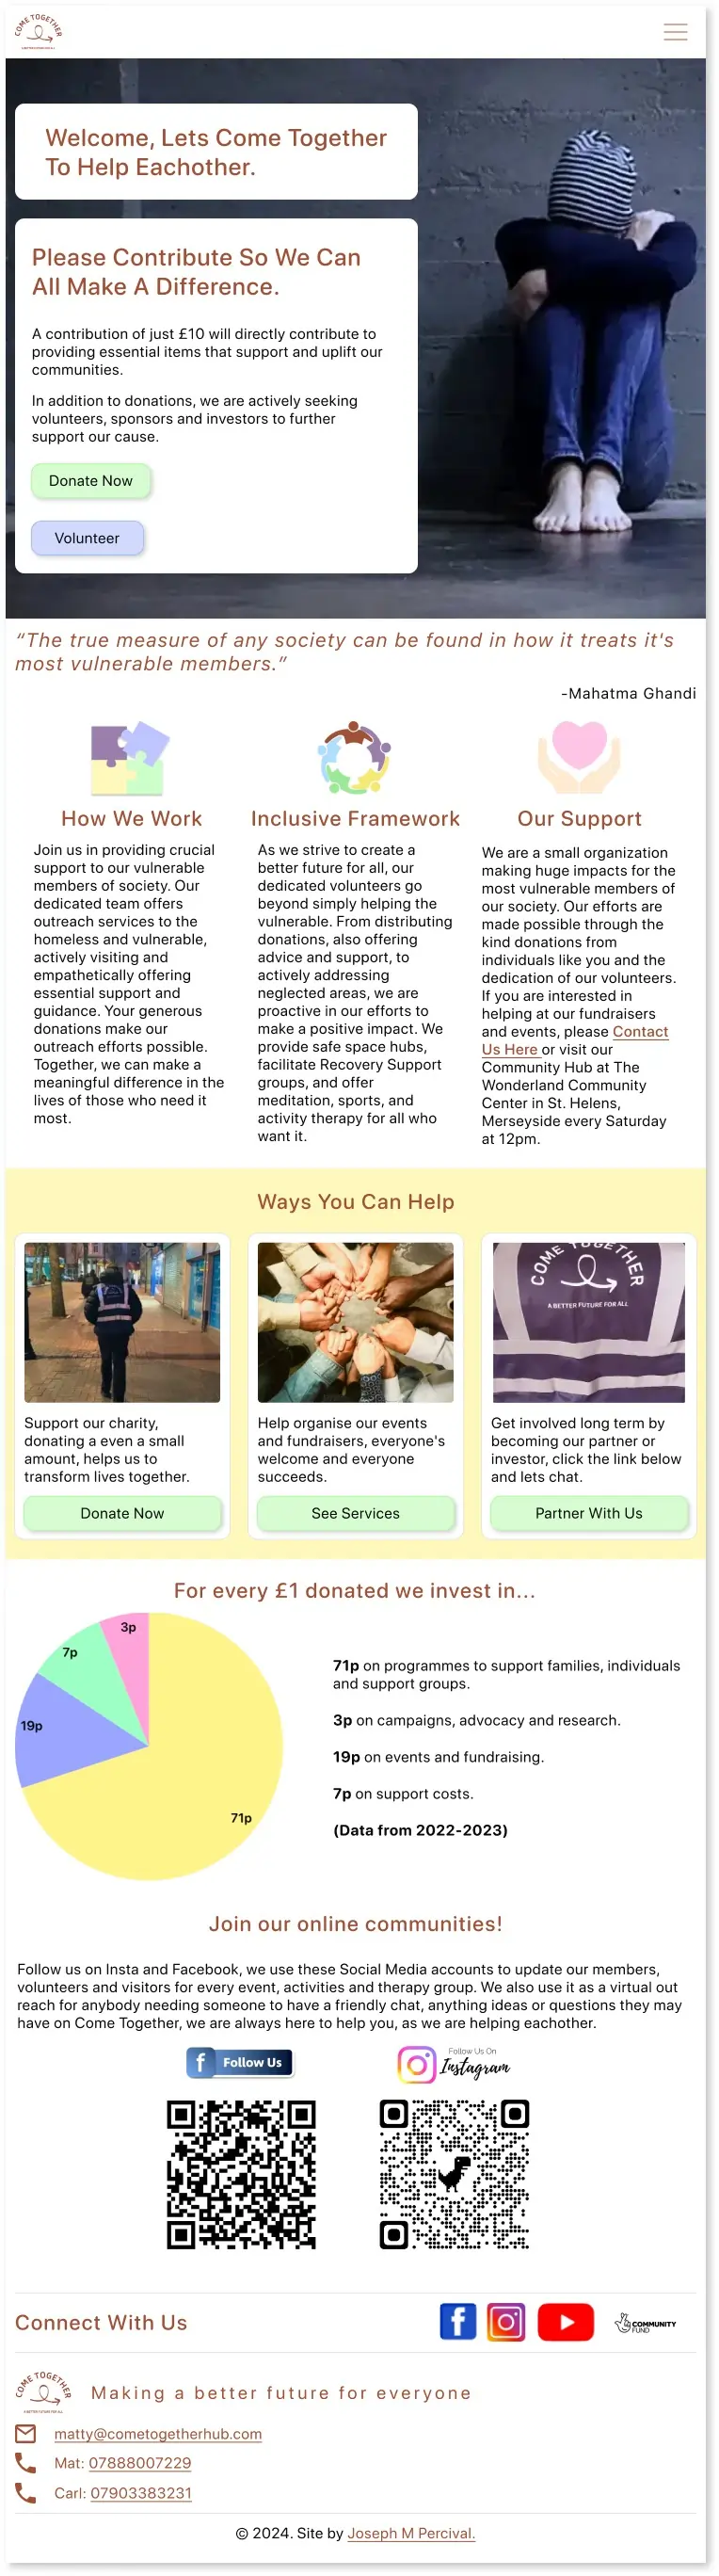 COME TOGETHER
A BETTER FUTURE FOR ALL
Welcome, Lets Come Together
To Help Eachother.
Please Contribute So We Can
All Make A Difference.
A contribution of just £10 will directly contribute to
providing essential items that support and uplift our
communities.
In addition to donations, we are actively seeking
volunteers, sponsors and investors to further
support our cause.
Donate Now
Volunteer
“The true measure of any society can be found in how it treats it's
most vulnerable members.”
-Mahatma Ghandi
How We Work
Join us in providing crucial
support to our vulnerable
members of society. Our
dedicated team offers
outreach services to the
homeless and vulnerable,
actively visiting and
empathetically offering
essential support and
guidance. Your generous
donations make our
outreach efforts possible.
Together, we can make a
meaningful difference in the
lives of those who need it
most.
Inclusive Framework
As we strive to create a
better future for all, our
dedicated volunteers go
beyond simply helping the
vulnerable. From distributing
donations, also offering
advice and support, to
actively addressing
neglected areas, we are
proactive in our efforts to
make a positive impact. We
provide safe space hubs,
facilitate Recovery Support
groups, and offer
meditation, sports, and
activity therapy for all who
want it.
Our Support
We are a small organization
making huge impacts for the
most vulnerable members of
our society. Our efforts are
made possible through the
kind donations from
individuals like you and the
dedication of our volunteers.
If you are interested in
helping at our fundraisers
and events, please Contact
Us Here or visit our
Community Hub at The
Wonderland Community
Center in St. Helens,
Merseyside every Saturday
at 12pm.
Ways You Can Help
Support our charity,
donating a even a small
amount, helps us to
transform lives together.
Donate Now
Help organise our events
and fundraisers, everyone's
welcome and everyone
succeeds.
See Services
COME TOGETHER
A BETTER FUTURE FOR ALL
Get involved long term by
becoming our partner or
investor, click the link below
and lets chat.
Partner With Us
For every £1 donated we invest in...
3p
7p
19p
71p
71p on programmes to support families, individuals
and support groups.
3p on campaigns, advocacy and research.
19p on events and fundraising.
7p on support costs.
(Data from 2022-2023)
Join our online communities!
Follow us on Insta and Facebook, we use these Social Media accounts to update our members,
volunteers and visitors for every event, activities and therapy group. We also use it as a virtual out
reach for anybody needing someone to have a friendly chat, anything ideas or questions they may
have on Come Together, we are always here to help you, as we are helping eachother.
f Follow Us
Follow Us On
Instagram
Connect With Us
COMMUNITY
FUND
COME TOGETHER
A BETTER FUTURE FOR ALL
Making a better future for everyone
matty@cometogetherhub.com
Mat: 07888007229
Carl: 07903383231
© 2024. Site by Joseph M Percival.